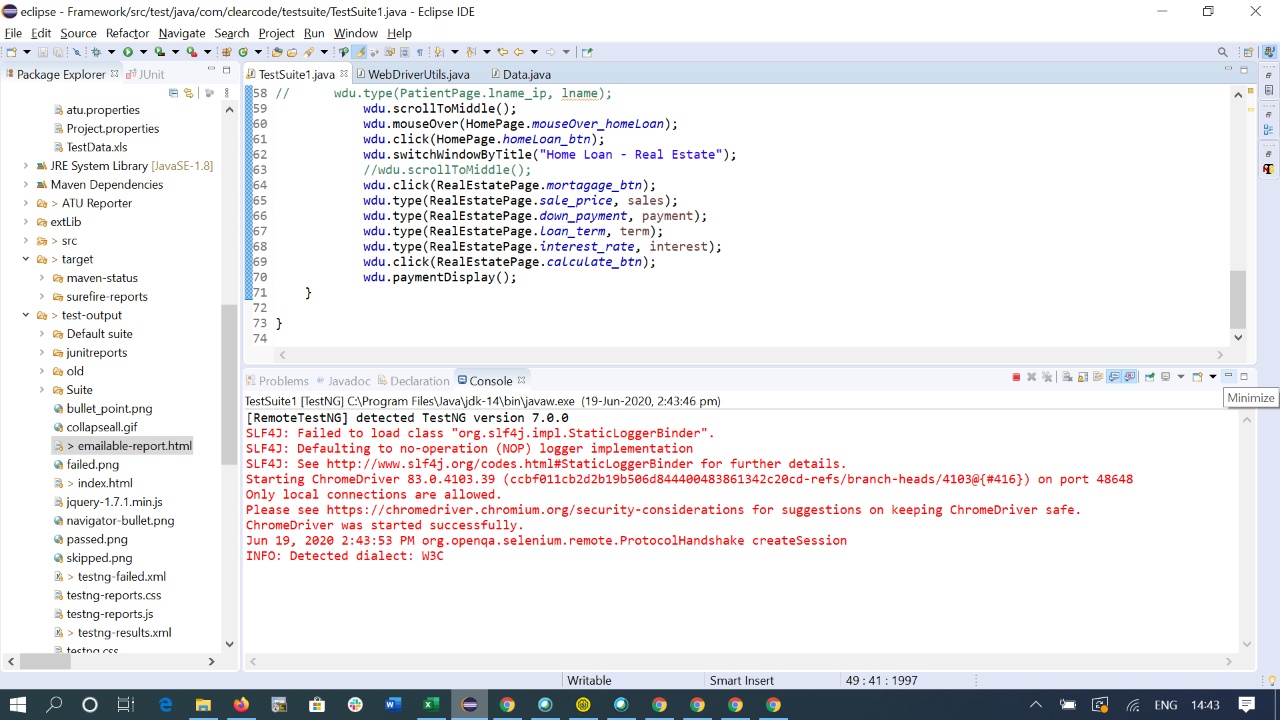 eclipse - Framework/src/test/java/com/clearcode/testsuite/TestSuite1.java - Eclipse IDE
File Edit Source Refactor Navigate Search Project Run Window Help
Package Explorer JUnit
atu.properties
Project.properties
TestData.xls
JRE System Library [JavaSE-1.8]
Maven Dependencies
> ATU Reporter
extLib
> src
> target
maven-status
surefire-reports
> test-output
Default suite
junitreports
old
Suite
bullet_point.png
collapseall.gif
> emailable-report.html
failed.png
> index.html
jquery-1.7.1.min.js
navigator-bullet.png
passed.png
skipped.png
> testng-failed.xml
testng-reports.css
testng-reports.js
> testng-results.xml
testng.css
TestSuite1.java WebDriverUtils.java Data.java
58 // wdu.type(PatientPage.lname_ip, lname);
59 wdu.scrollToMiddle();
60 wdu.mouseOver(HomePage.mouseOver_homeLoan);
61 wdu.click(HomePage.homeLoan_btn);
62 wdu.switchWindowByTitle("Home Loan - Real Estate");
63 //wdu.scrollToMiddle();
64 wdu.click(RealEstatePage.mortagage_btn);
65 wdu.type(RealEstatePage.sale_price, sales);
66 wdu.type(RealEstatePage.down_payment, payment);
67 wdu.type(RealEstatePage.loan_term, term);
68 wdu.type(RealEstatePage.interest_rate, interest);
69 wdu.click(RealEstatePage.calculate_btn);
70 wdu.paymentDisplay();
71 }
72
73 }
74
Problems Javadoc Declaration Console
Minimize
TestSuite1 [TestNG] C:\Program Files\Java\jdk-14\bin\javaw.exe (19-Jun-2020, 2:43:46 pm)
[RemoteTestNG] detected TestNG version 7.0.0
SLF4J: Failed to load class "org.slf4j.impl.StaticLoggerBinder".
SLF4J: Defaulting to no-operation (NOP) logger implementation
SLF4J: See http://www.slf4j.org/codes.html#StaticLoggerBinder for further details.
Starting ChromeDriver 83.0.4103.39 (ccbf011cb2d2b19b506d844400483861342c20cd-refs/branch-heads/4103@{#416}) on port 48648
Only local connections are allowed.
Please see https://chromedriver.chromium.org/security-considerations for suggestions on keeping ChromeDriver safe.
ChromeDriver was started successfully.
Jun 19, 2020 2:43:53 PM org.openqa.selenium.remote.ProtocolHandshake createSession
INFO: Detected dialect: W3C
Writable Smart Insert 49 : 41 : 1997
ENG 14:43